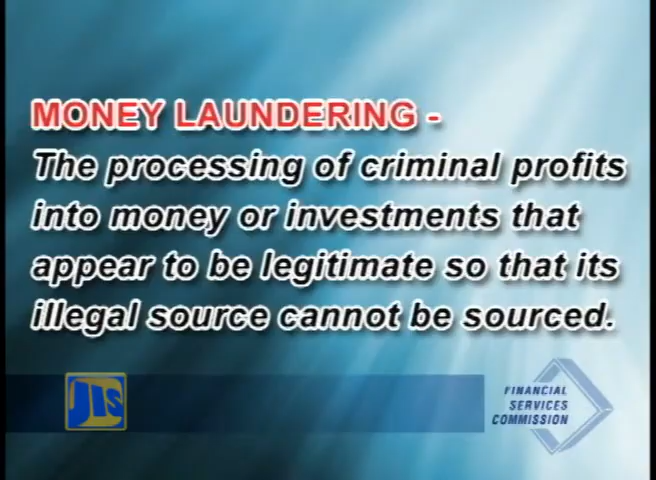 MONEY LAUNDERING -
The processing of criminal profits
into money or investments that
appear to be legitimate so that its
illegal source cannot be sourced.
JIS
FINANCIAL
SERVICES
COMMISSION